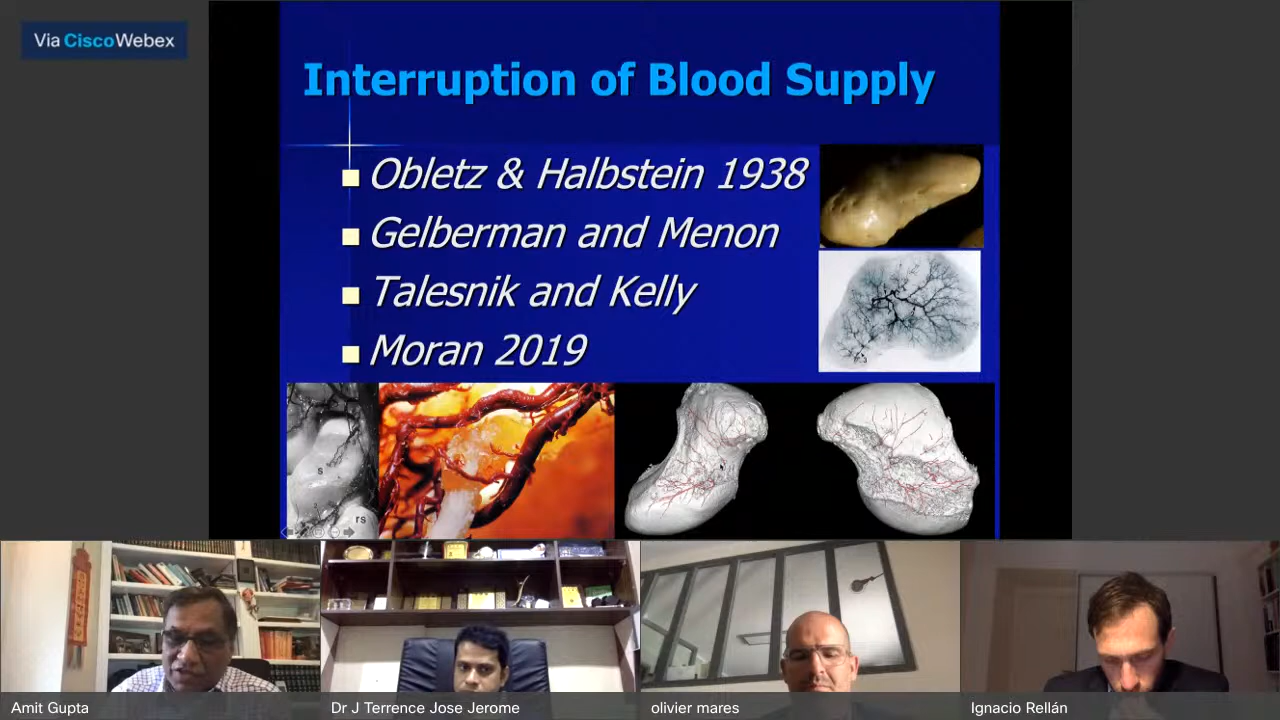 Via CiscoWebex
Interruption of Blood Supply
Obletz & Halbstein 1938
Gelberman and Menon
Talesnik and Kelly
Moran 2019
s
rs
Amit Gupta
Dr J Terrence Jose Jerome
olivier mares
Ignacio Rellán